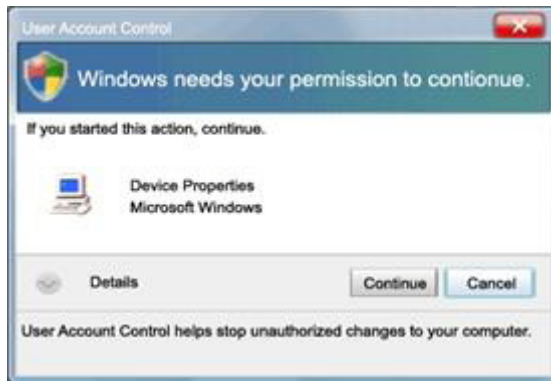 User Account Control
Windows needs your permission to contionue.
If you started this action, continue.
Device Properties
Microsoft Windows
Details
Continue
Cancel
User Account Control helps stop unauthorized changes to your computer.